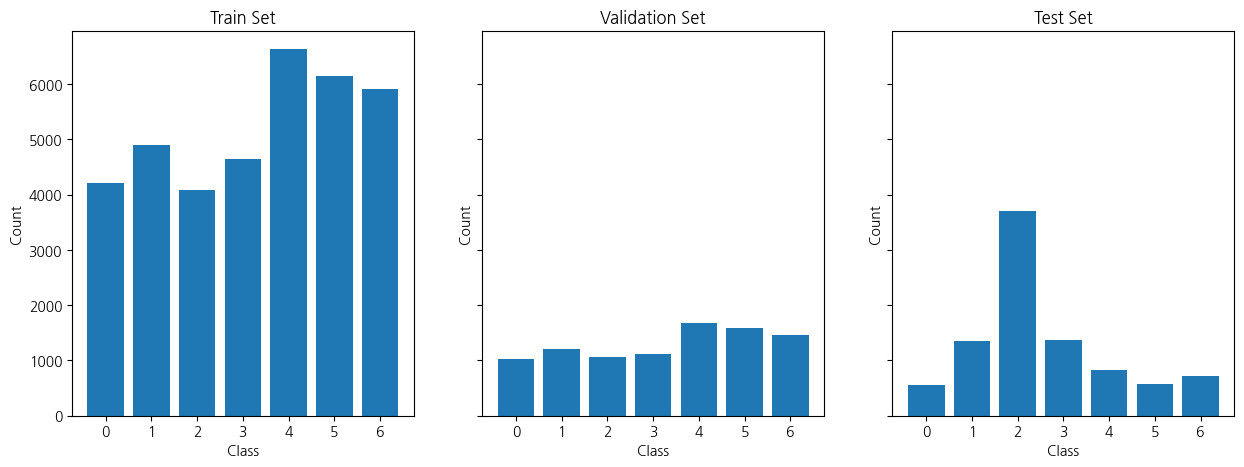 Train Set
Validation Set
Test Set
6000
5000
4000
3000
2000
1000
0
Count
Count
Count
0 1 2 3 4 5 6
0 1 2 3 4 5 6
0 1 2 3 4 5 6
Class
Class
Class